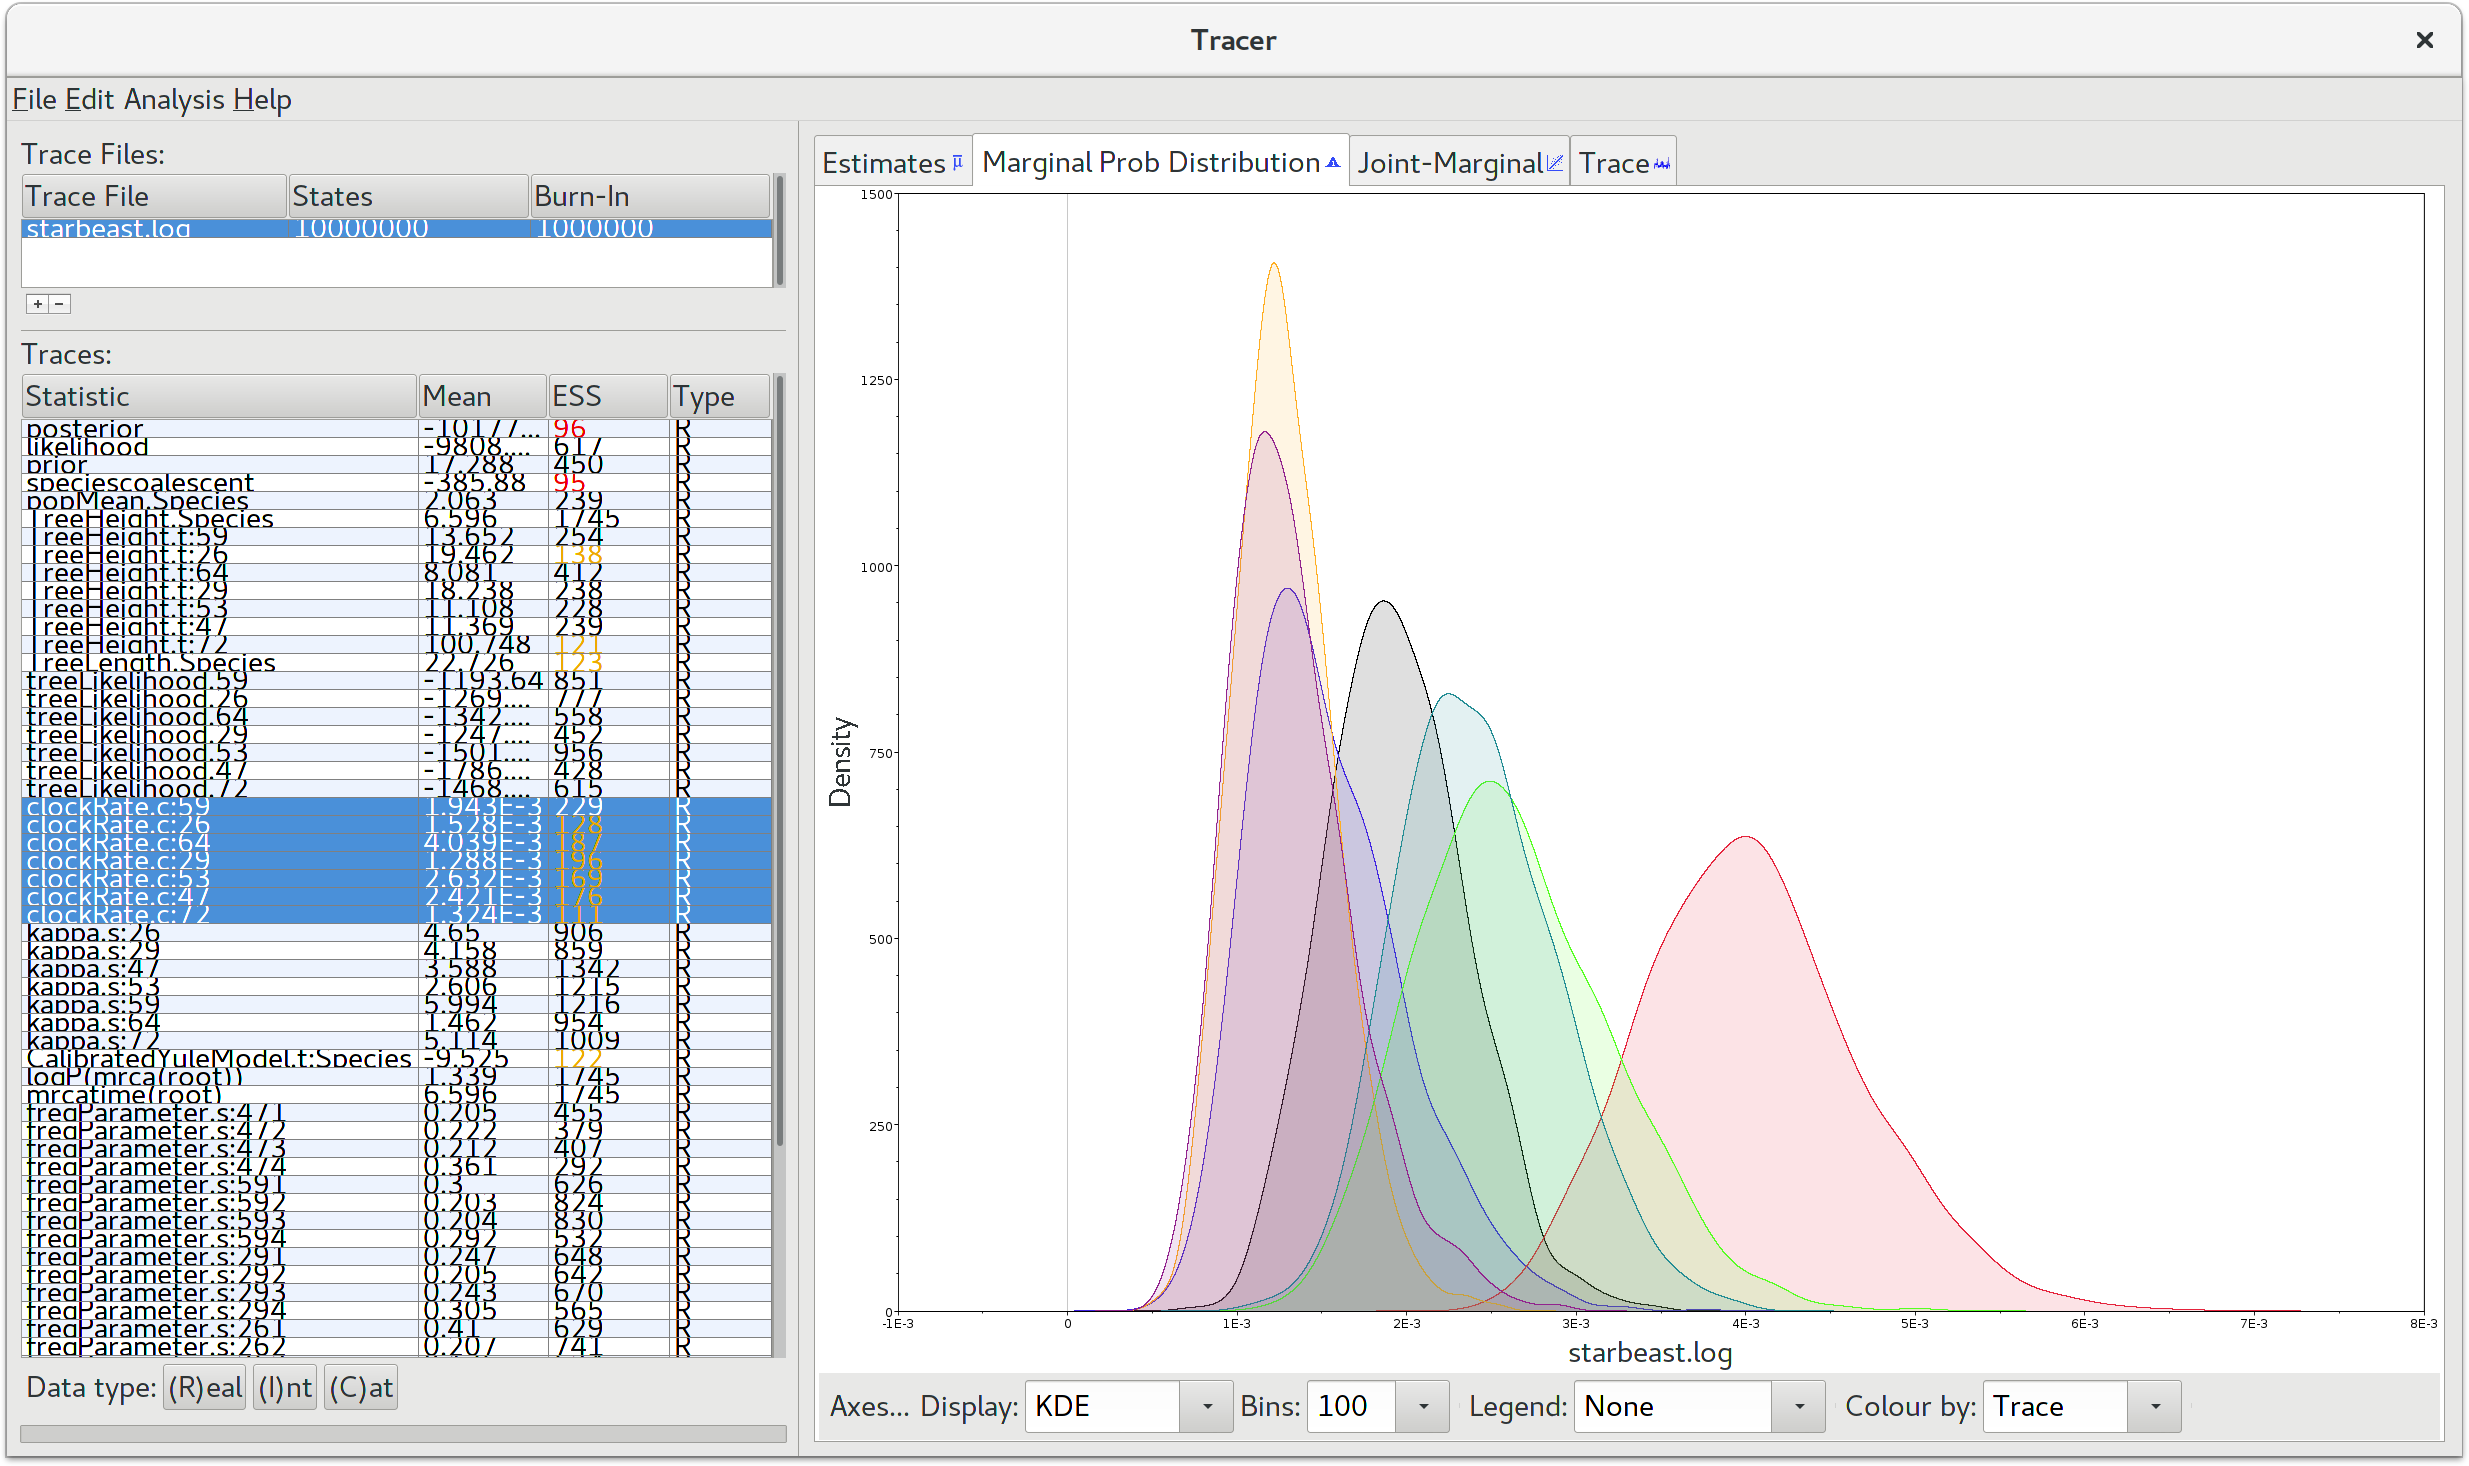 Tracer
File Edit Analysis Help
Trace Files:
Trace File States Burn-In
starbeast.log 10000000 1000000
+ −
Traces:
Statistic Mean ESS Type
posterior -10177... 96 R
likelihood -9808.... 617 R
prior 17.288 450 R
speciescoalescent -385.88 95 R
popMean.Species 2.063 239 R
TreeHeight.Species 6.596 1745 R
TreeHeight.t:59 13.652 254 R
TreeHeight.t:26 19.462 138 R
TreeHeight.t:64 8.081 412 R
TreeHeight.t:29 18.238 238 R
TreeHeight.t:53 11.108 228 R
TreeHeight.t:47 11.369 239 R
TreeHeight.t:72 100.748 121 R
TreeLength.Species 22.726 123 R
treeLikelihood.59 -1193.64 851 R
treeLikelihood.26 -1269.... 777 R
treeLikelihood.64 -1342.... 558 R
treeLikelihood.29 -1247.... 452 R
treeLikelihood.53 -1501.... 956 R
treeLikelihood.47 -1786.... 428 R
treeLikelihood.72 -1468.... 615 R
clockRate.c:59 1.943E-3 229 R
clockRate.c:26 1.528E-3 128 R
clockRate.c:64 4.039E-3 187 R
clockRate.c:29 1.288E-3 196 R
clockRate.c:53 2.632E-3 169 R
clockRate.c:47 2.421E-3 176 R
clockRate.c:72 1.324E-3 111 R
kappa.s:26 4.65 906 R
kappa.s:29 4.158 859 R
kappa.s:47 3.588 1342 R
kappa.s:53 2.606 1215 R
kappa.s:59 5.994 1216 R
kappa.s:64 1.462 954 R
kappa.s:72 5.114 1009 R
CalibratedYuleModel.t:Species -9.525 122 R
logP(mrca(root)) 1.339 1745 R
mrcatime(root) 6.596 1745 R
freqParameter.s:471 0.205 455 R
freqParameter.s:472 0.222 379 R
freqParameter.s:473 0.212 407 R
freqParameter.s:474 0.361 292 R
freqParameter.s:591 0.3 626 R
freqParameter.s:592 0.203 824 R
freqParameter.s:593 0.204 830 R
freqParameter.s:594 0.292 532 R
freqParameter.s:291 0.247 648 R
freqParameter.s:292 0.205 642 R
freqParameter.s:293 0.243 670 R
freqParameter.s:294 0.305 565 R
freqParameter.s:261 0.41 629 R
freqParameter.s:262 0.207 741 R
Data type: (R)eal (I)nt (C)at
Estimates μ Marginal Prob Distribution Joint-Marginal Trace
1500
1250
1000
750
500
250
0
Density
-1E-3 0 1E-3 2E-3 3E-3 4E-3 5E-3 6E-3 7E-3 8E-3
starbeast.log
Axes... Display: KDE Bins: 100 Legend: None Colour by: Trace